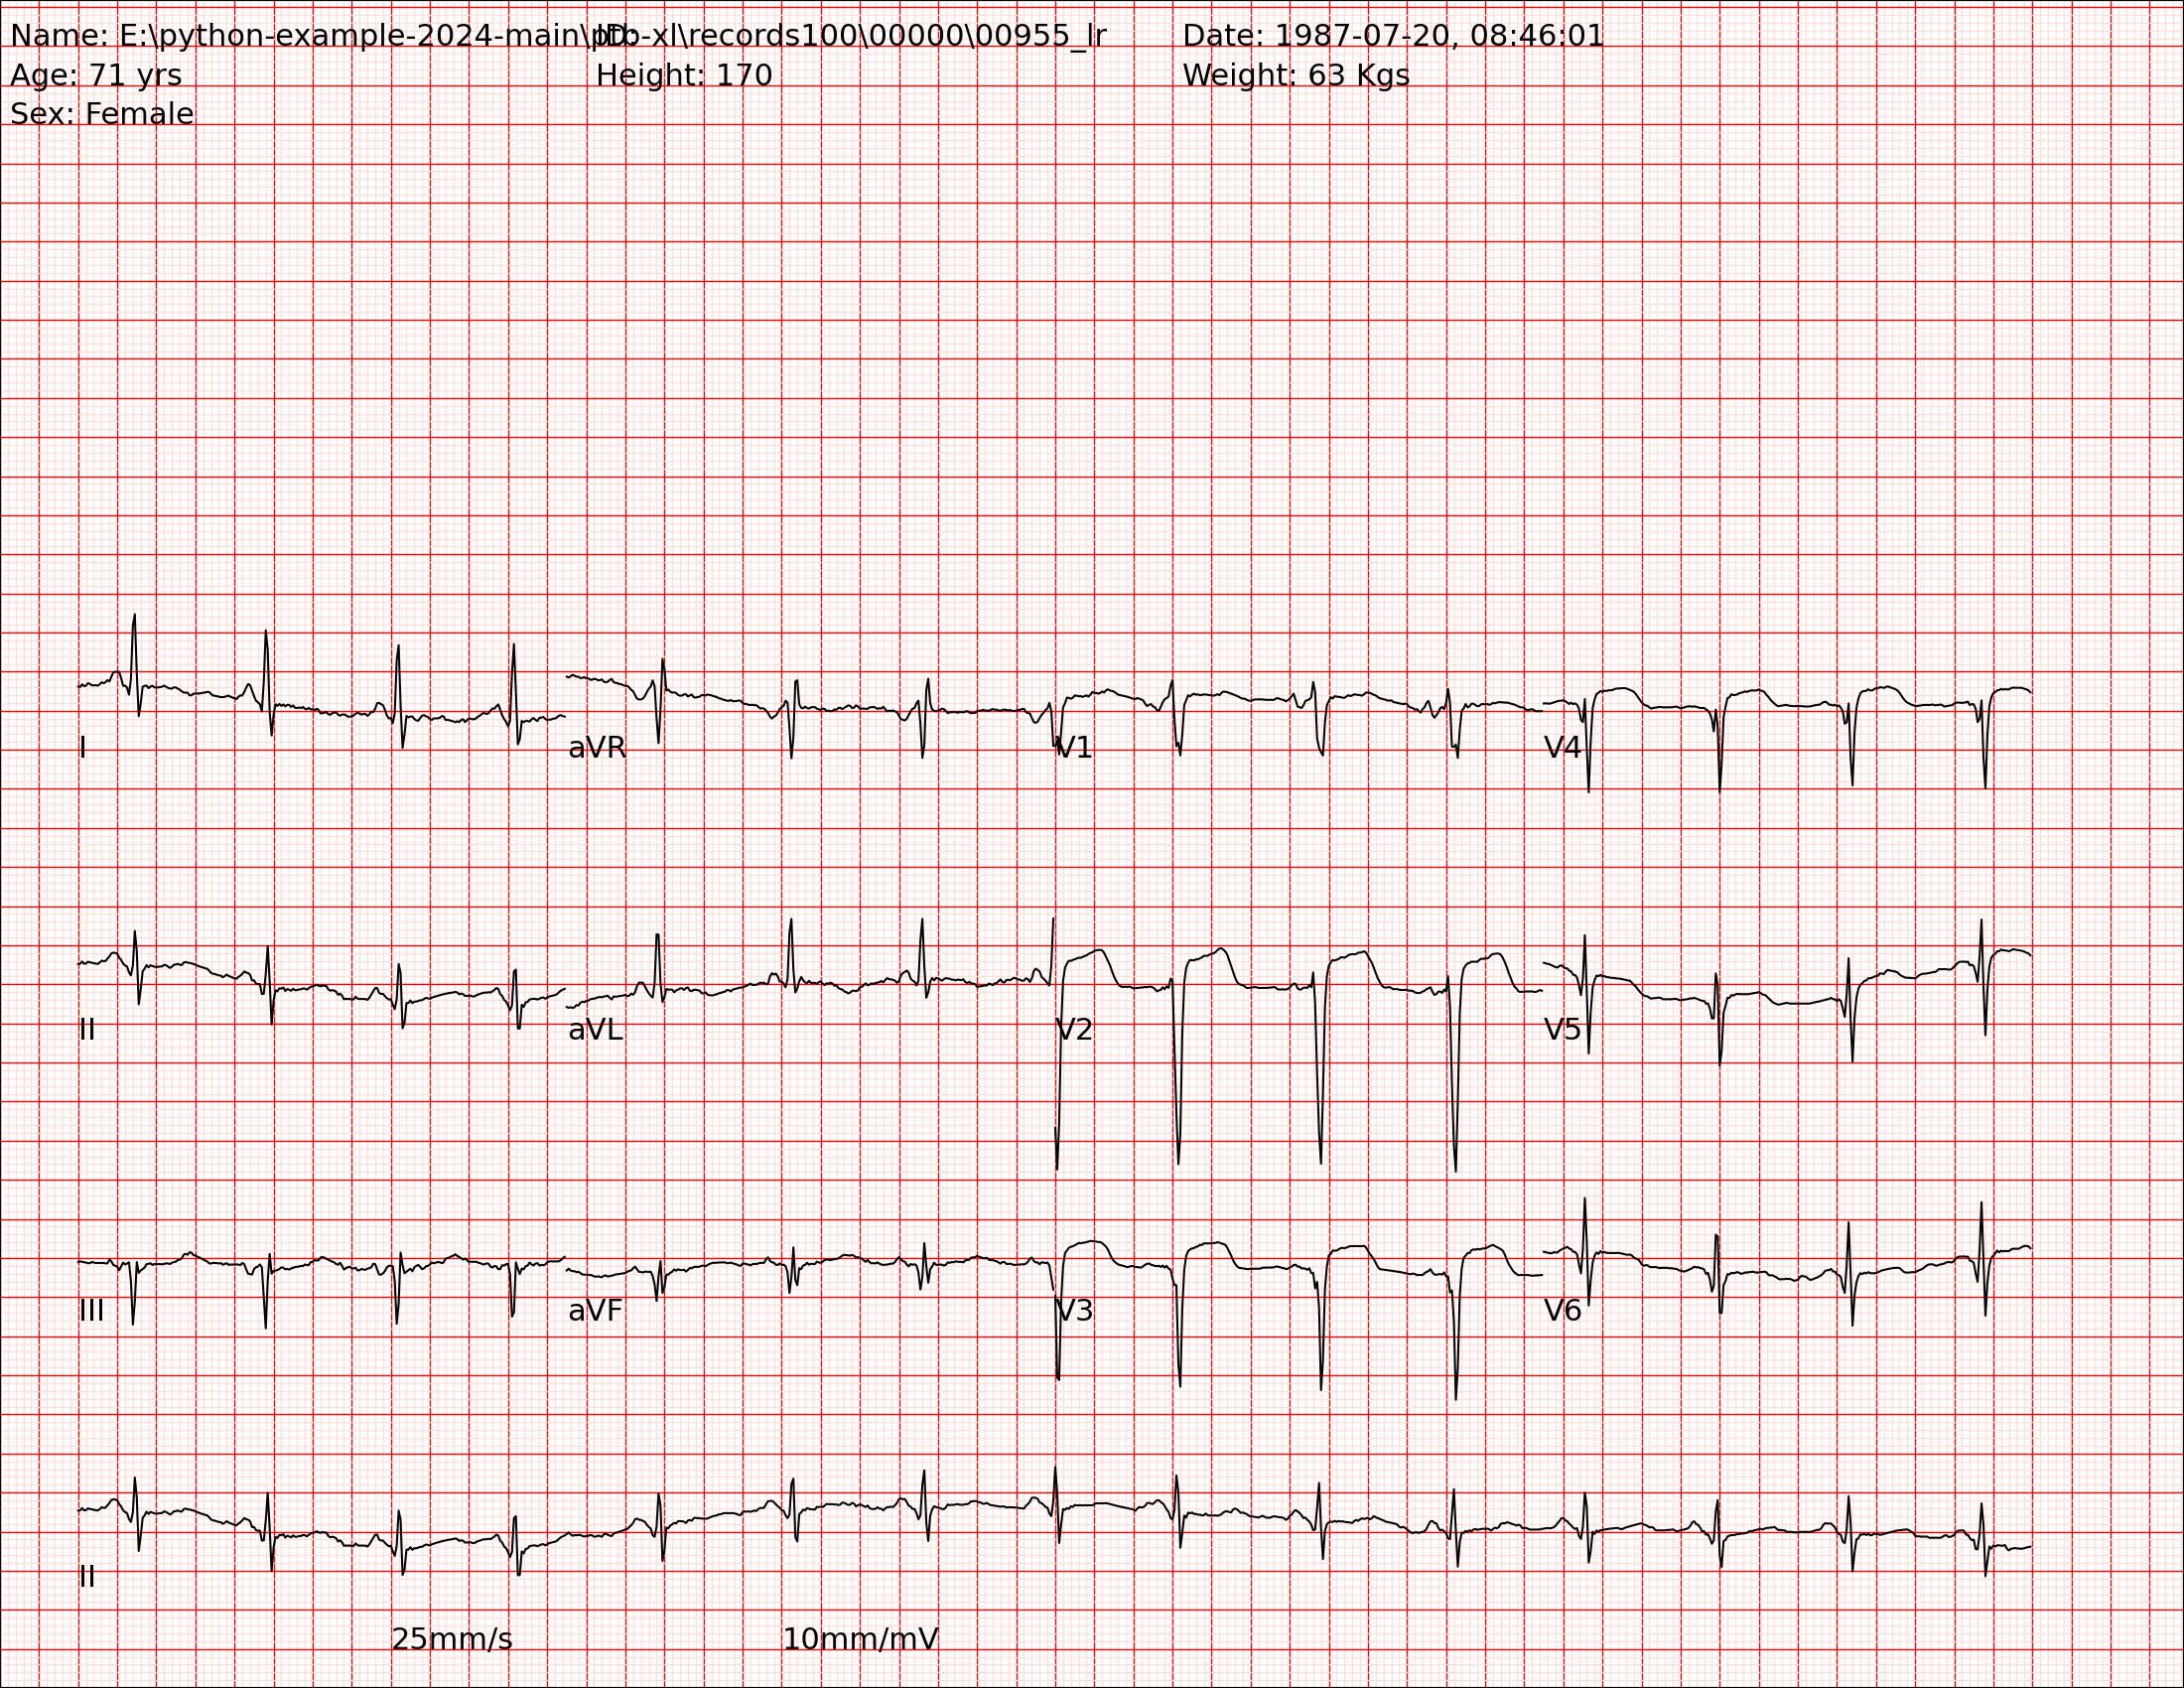 Name: E:\python-example-2024-main\ptb-xl\records100\00000\00955_lr ID: Date: 1987-07-20, 08:46:01
Age: 71 yrs Height: 170 Weight: 63 Kgs
Sex: Female
I aVR V1 V4
II aVL V2 V5
III aVF V3 V6
II
25mm/s 10mm/mV